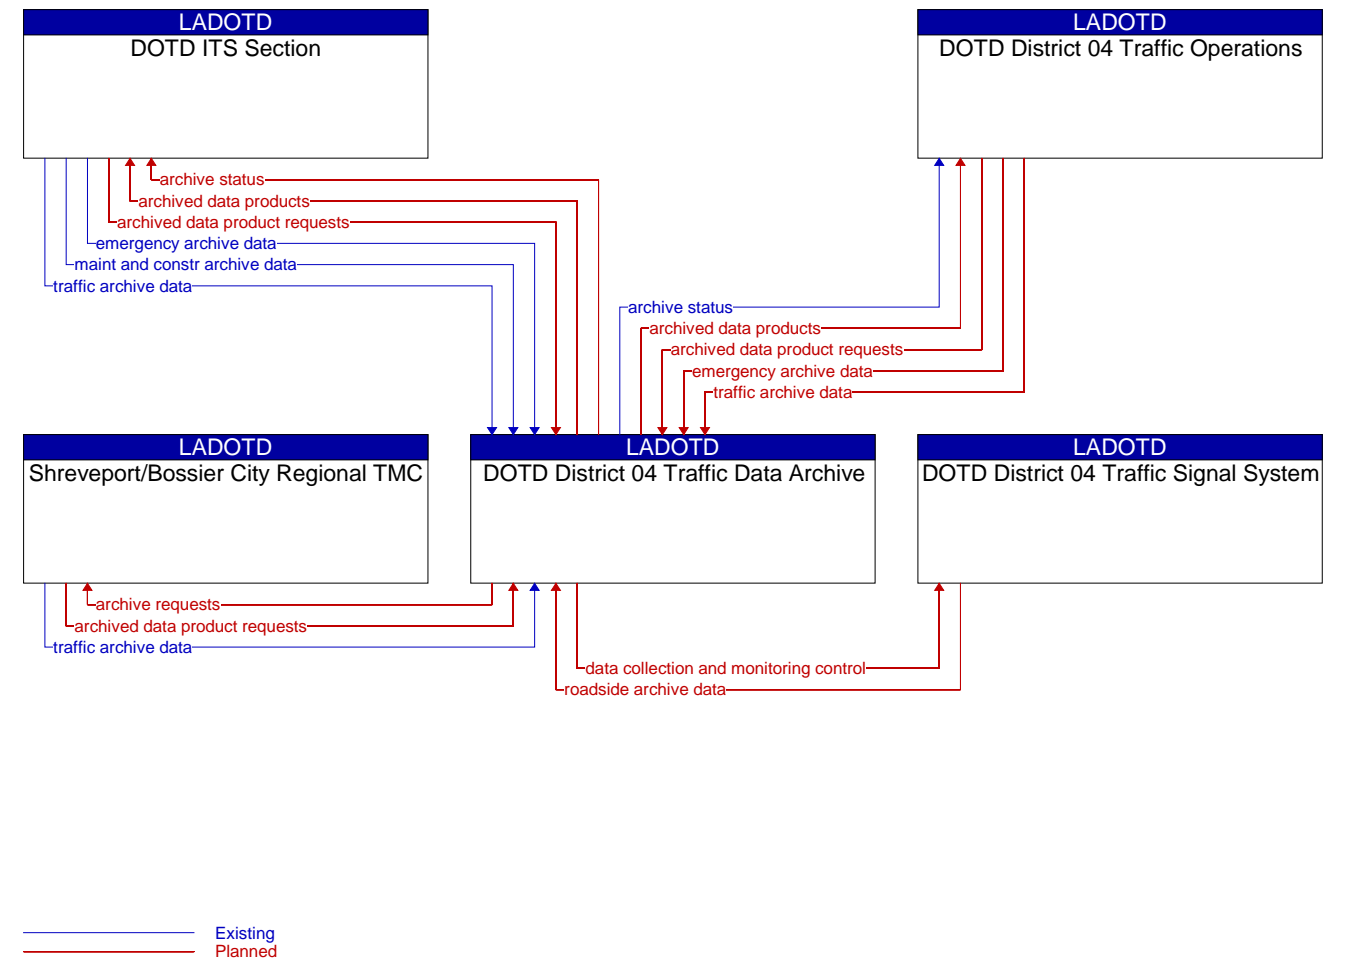 LADOTD
DOTD ITS Section
LADOTD
DOTD District 04 Traffic Operations
archive status
archived data products
archived data product requests
emergency archive data
maint and constr archive data
traffic archive data
archive status
archived data products
archived data product requests
emergency archive data
traffic archive data
LADOTD
Shreveport/Bossier City Regional TMC
LADOTD
DOTD District 04 Traffic Data Archive
LADOTD
DOTD District 04 Traffic Signal System
archive requests
archived data product requests
traffic archive data
data collection and monitoring control
roadside archive data
Existing
Planned